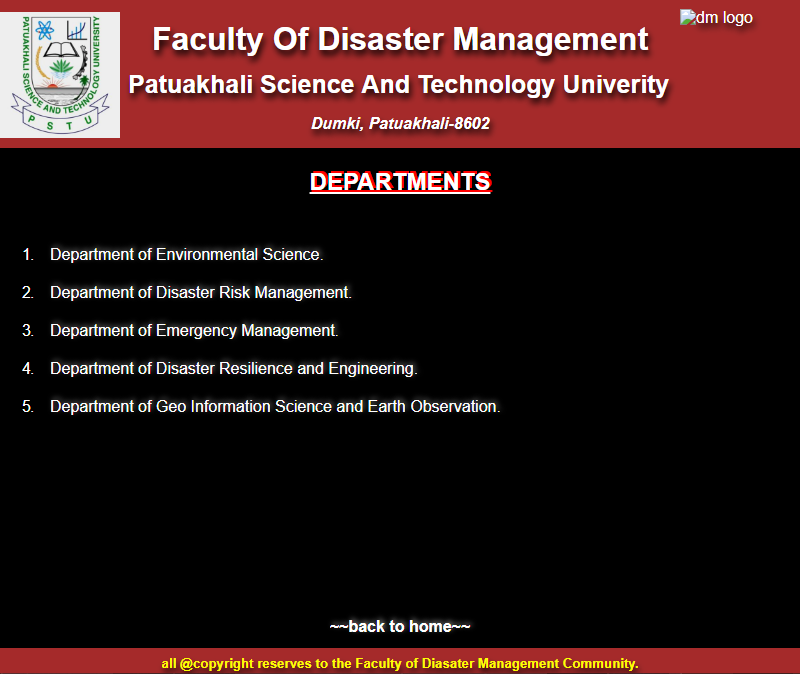 PATUAKHALI SCIENCE AND TECHNOLOGY UNIVERSITY
P S T U
Faculty Of Disaster Management
dm logo
Patuakhali Science And Technology Univerity
Dumki, Patuakhali-8602
DEPARTMENTS
1. Department of Environmental Science.
2. Department of Disaster Risk Management.
3. Department of Emergency Management.
4. Department of Disaster Resilience and Engineering.
5. Department of Geo Information Science and Earth Observation.
~~back to home~~
all @copyright reserves to the Faculty of Diasater Management Community.